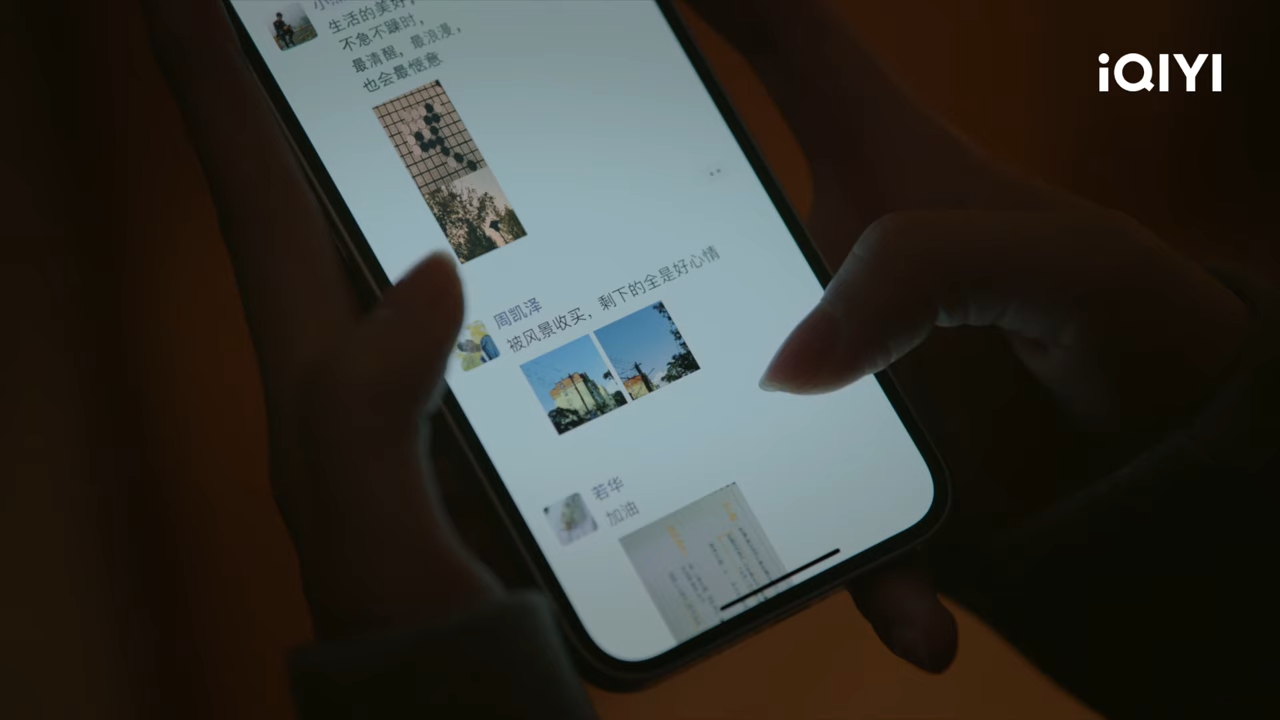 生活的美好，
不急不躁时，
最清醒，最浪漫，
也会最惬意
周凯泽
被风景收买，剩下的全是好心情
若华
加油
iQIYI